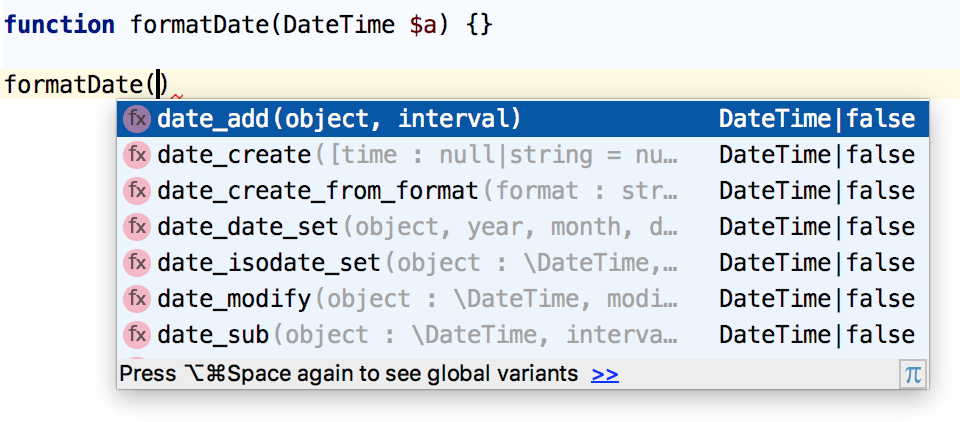 function formatDate(DateTime $a) {}
formatDate()
fx date_add(object, interval) DateTime|false
fx date_create([time : null|string = nu… DateTime|false
fx date_create_from_format(format : str… DateTime|false
fx date_date_set(object, year, month, d… DateTime|false
fx date_isodate_set(object : \DateTime,… DateTime|false
fx date_modify(object : \DateTime, modi… DateTime|false
fx date_sub(object : \DateTime, interva… DateTime|false
Press ⌥⌘Space again to see global variants >> π